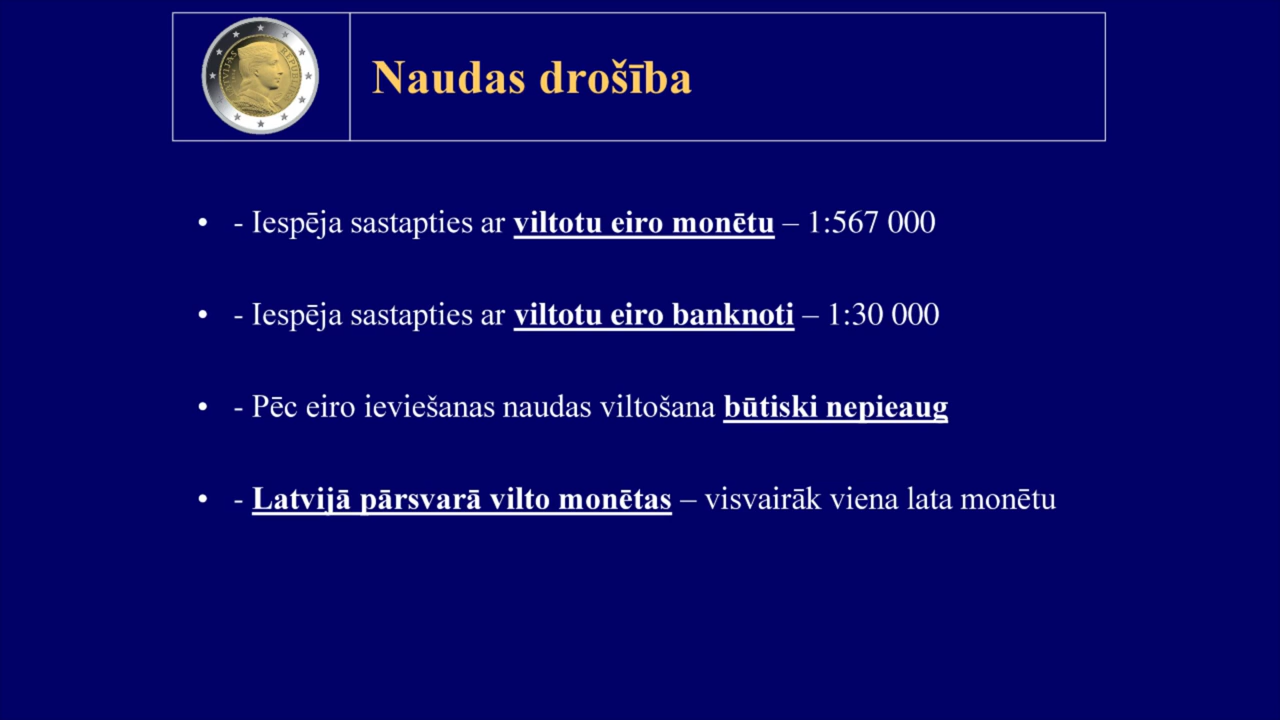 Naudas drošība
• - Iespēja sastapties ar viltotu eiro monētu – 1:567 000
• - Iespēja sastapties ar viltotu eiro banknoti – 1:30 000
• - Pēc eiro ieviešanas naudas viltošana būtiski nepieaug
• - Latvijā pārsvarā vilto monētas – visvairāk viena lata monētu